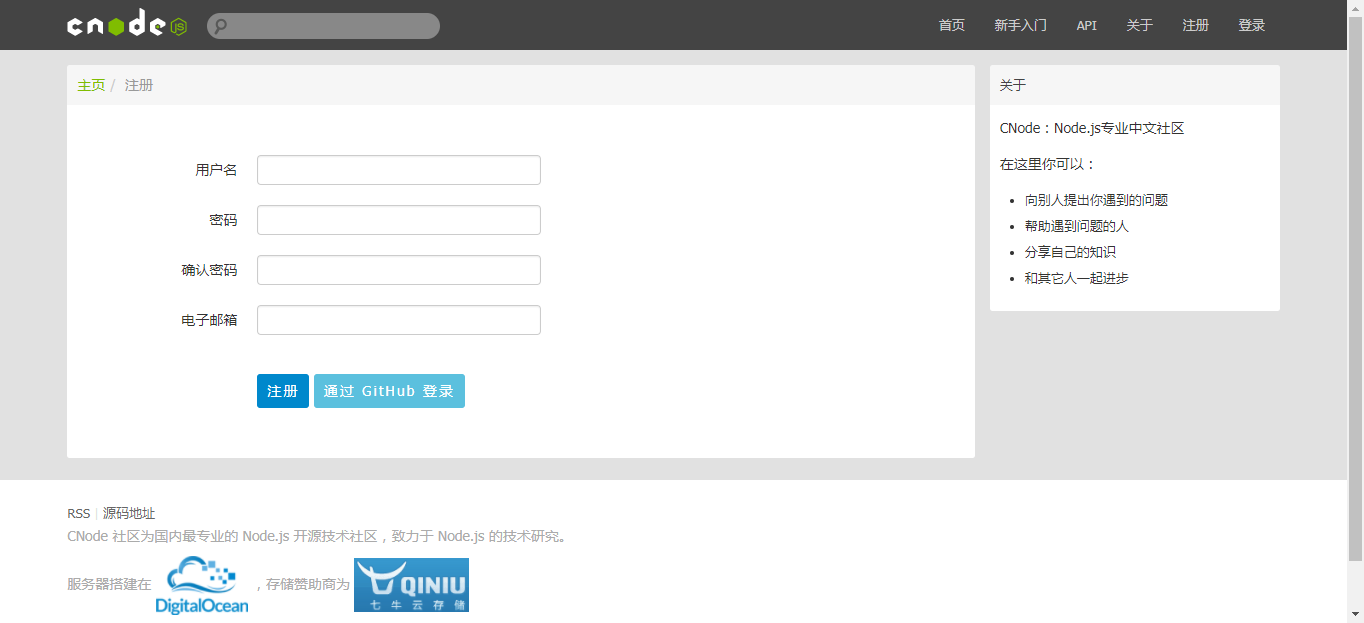 cnode JS
首页 新手入门 API 关于 注册 登录
主页 / 注册
用户名
密码
确认密码
电子邮箱
注册 通过 GitHub 登录
关于
CNode：Node.js专业中文社区
在这里你可以：
• 向别人提出你遇到的问题
• 帮助遇到问题的人
• 分享自己的知识
• 和其它人一起进步
RSS | 源码地址
CNode 社区为国内最专业的 Node.js 开源技术社区，致力于 Node.js 的技术研究。
服务器搭建在 DigitalOcean ，存储赞助商为 QINIU
七牛云存储